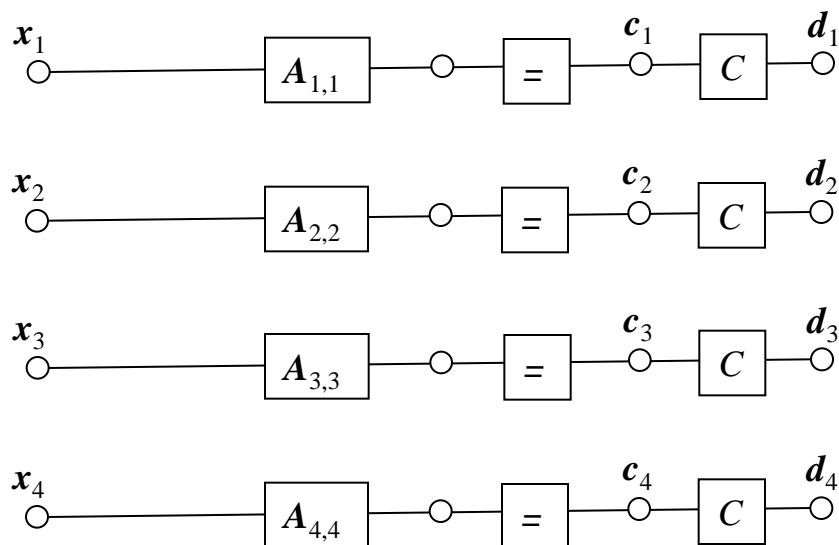 x₁ c₁ d₁
A₁,₁ = C
x₂ c₂ d₂
A₂,₂ = C
x₃ c₃ d₃
A₃,₃ = C
x₄ c₄ d₄
A₄,₄ = C